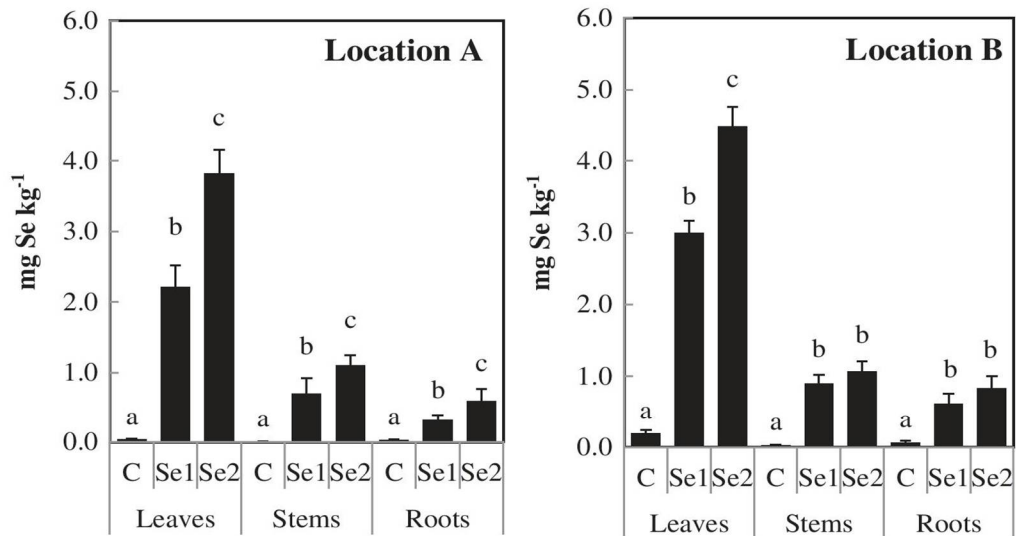 Location A
mg Se kg-1
6.0
5.0
4.0
3.0
2.0
1.0
0.0
a
b
c
a
b
c
a
b
c
C Se1 Se2 C Se1 Se2 C Se1 Se2
Leaves Stems Roots
Location B
mg Se kg-1
6.0
5.0
4.0
3.0
2.0
1.0
0.0
a
b
c
a
b
b
a
b
b
C Se1 Se2 C Se1 Se2 C Se1 Se2
Leaves Stems Roots